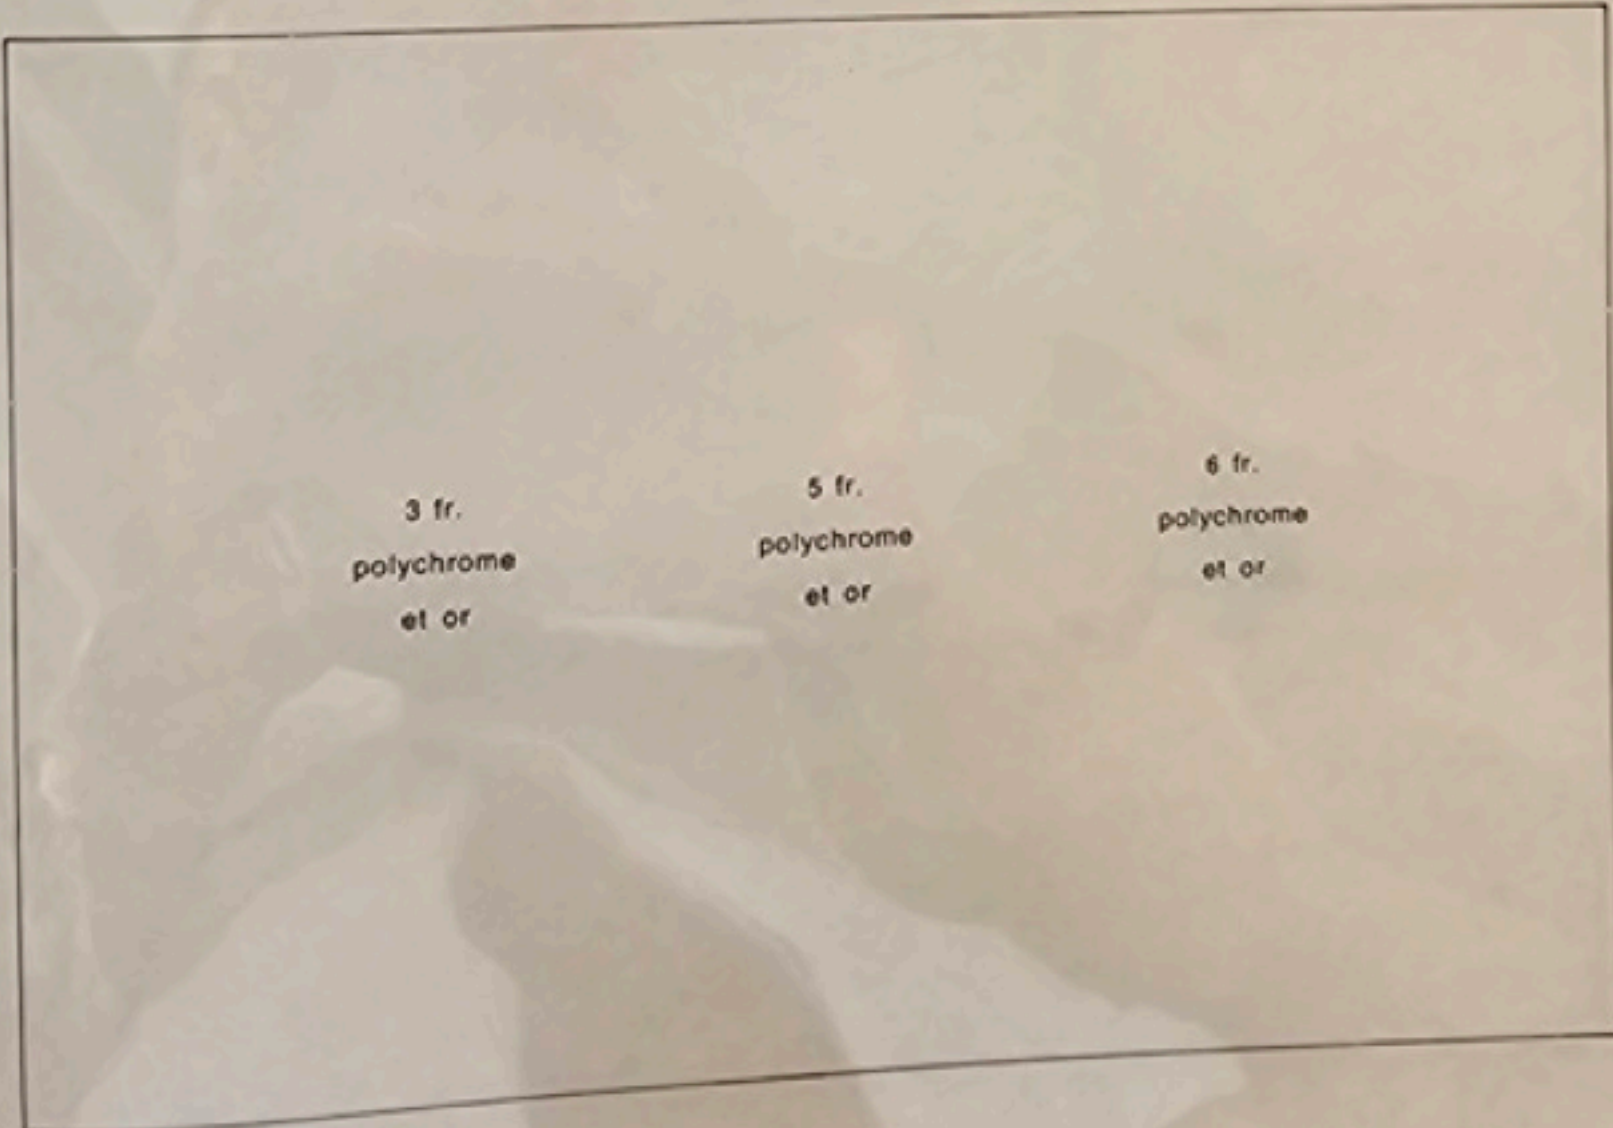 3 fr.
polychrome
et or
5 fr.
polychrome
et or
6 fr.
polychrome
et or